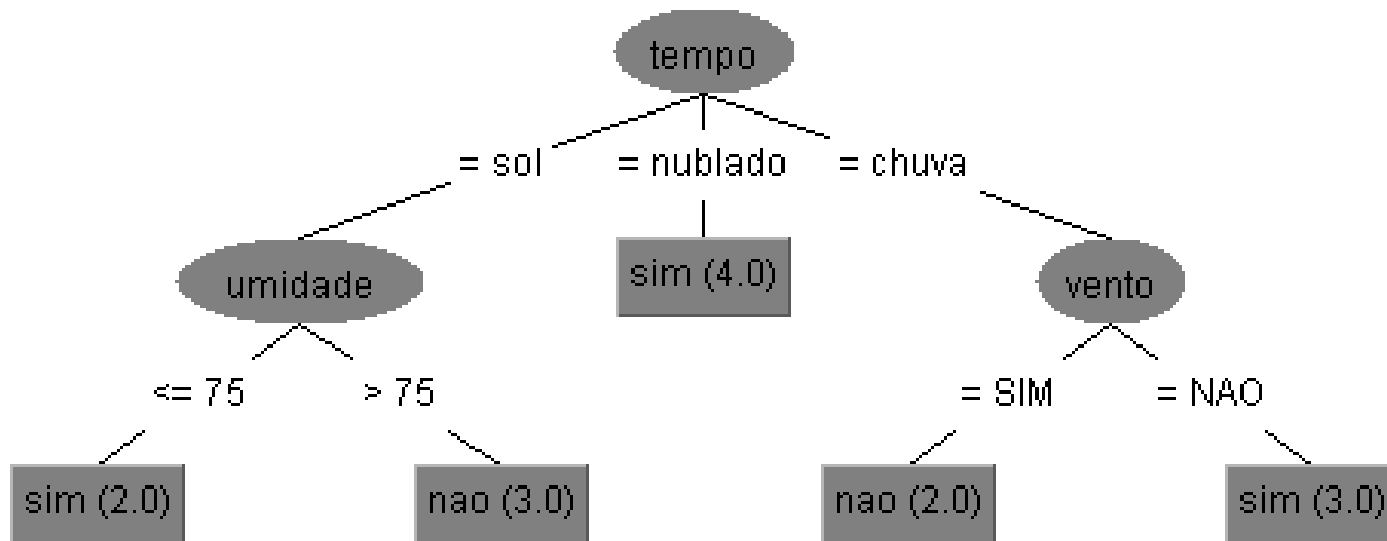 tempo
= sol
= nublado
= chuva
umidade
sim (4.0)
vento
<= 75
> 75
= SIM
= NAO
sim (2.0)
nao (3.0)
nao (2.0)
sim (3.0)